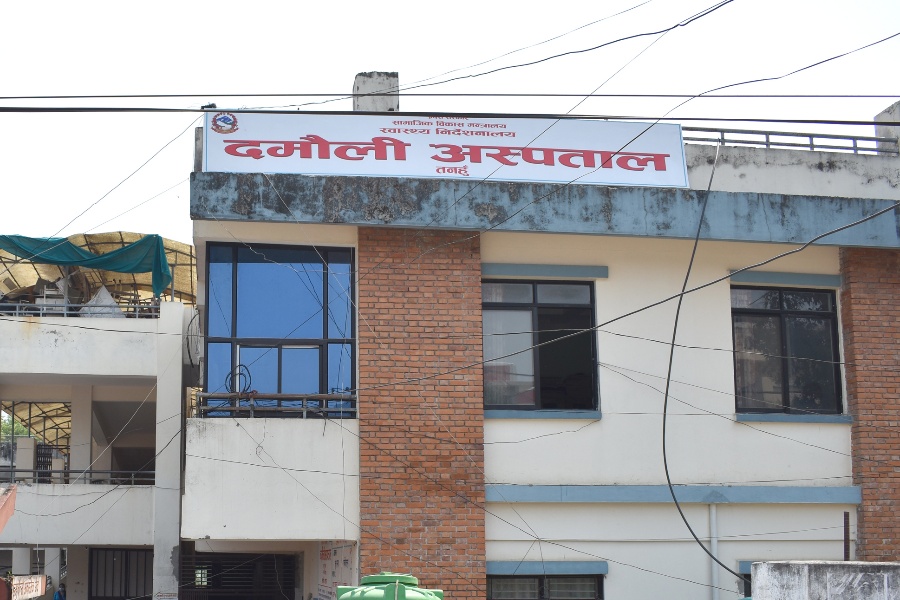 सामाजिक विकास मन्त्रालय
स्वास्थ्य निर्देशनालय
दमौली अस्पताल
तनहुँ